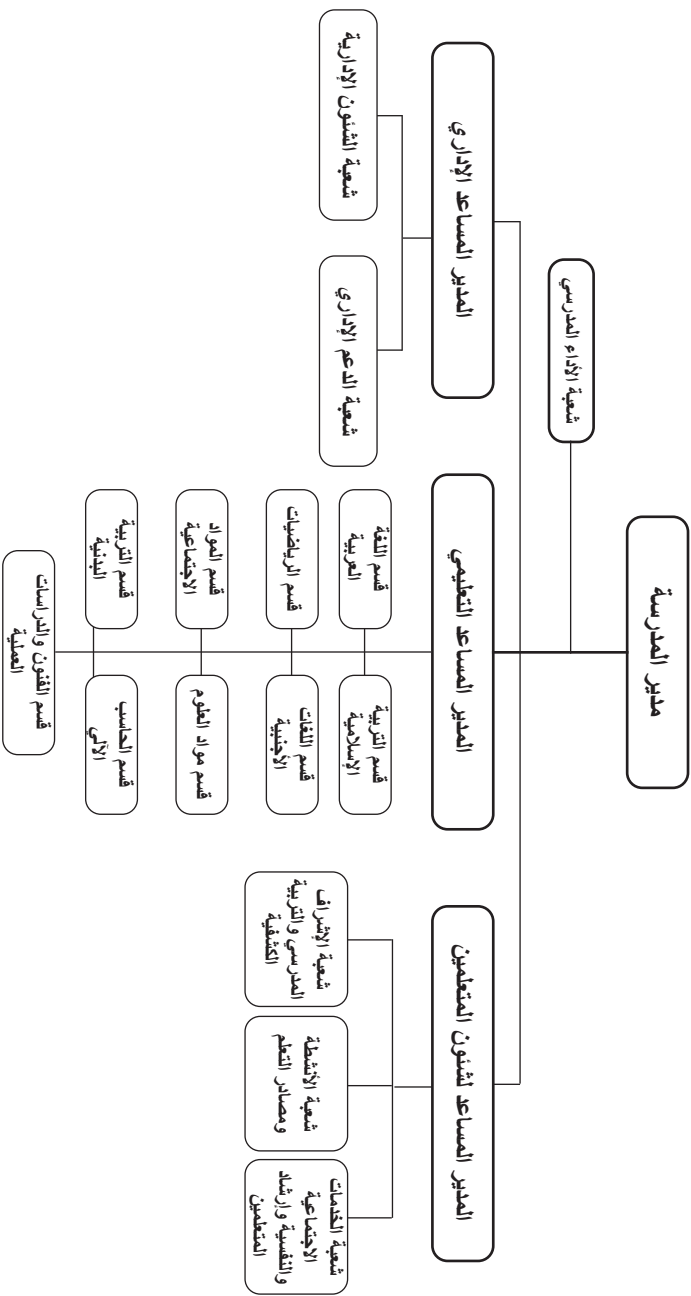 مدير المدرسة
شعبة الأداء المدرسي
المدير المساعد لشئون المتعلمين
المدير المساعد التعليمي
المدير المساعد الإداري
شعبة الإشراف
المدرسي والتربية
الكشفية
شعبة الأنشطة
ومصادر التعلم
شعبة الخدمات
الاجتماعية
والنفسية وإرشاد
المتعلمين
قسم التربية
الإسلامية
قسم اللغة
العربية
قسم اللغات
الأجنبية
قسم الرياضيات
قسم مواد العلوم
قسم المواد
الاجتماعية
قسم الحاسب
الآلي
قسم التربية
البدنية
قسم الفنون والدراسات
العملية
شعبة الدعم الإداري
شعبة الشئون الإدارية